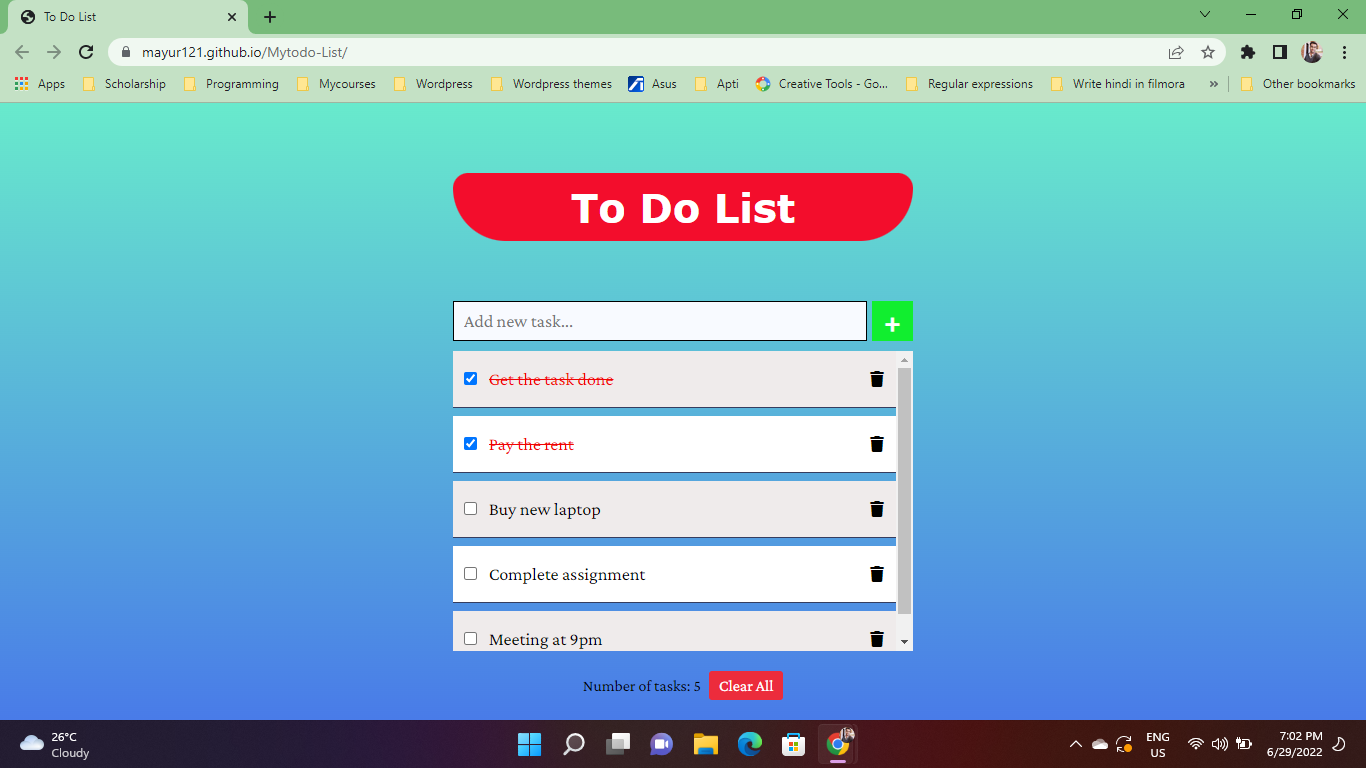 To Do List
mayur121.github.io/Mytodo-List/
Apps Scholarship Programming Mycourses Wordpress Wordpress themes Asus Apti Creative Tools - Go... Regular expressions Write hindi in filmora » Other bookmarks
To Do List
Add new task...
+
Get the task done
Pay the rent
Buy new laptop
Complete assignment
Meeting at 9pm
Number of tasks: 5 Clear All
26°C
Cloudy
ENG
US
7:02 PM
6/29/2022